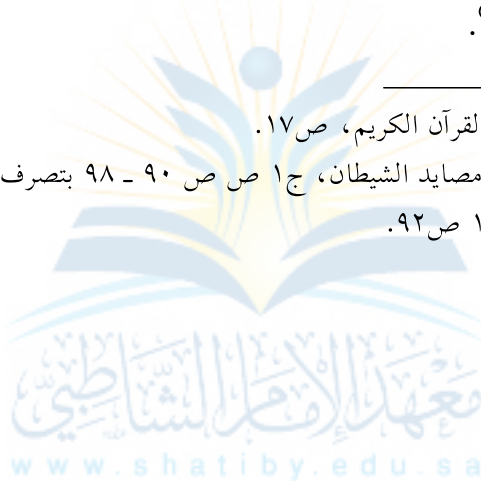 .
لقرآن الكريم، ص١٧.
مصايد الشيطان، ج١ ص ص ٩٠ ـ ٩٨ بتصرف
١ ص٩٢.
معهد الإمام الشاطبي
www.shatiby.edu.sa